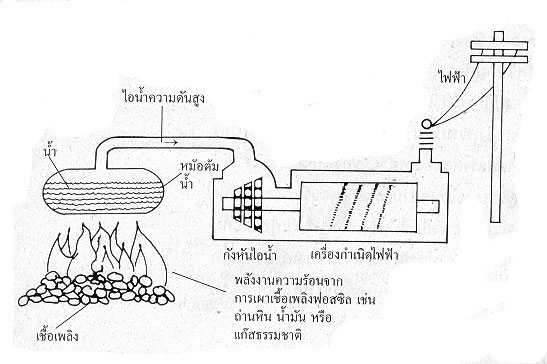 ไฟฟ้า
ไอน้ำความดันสูง
น้ำ
หม้อต้ม
น้ำ
กังหันไอน้ำ
เครื่องกำเนิดไฟฟ้า
พลังงานความร้อนจาก
การเผาเชื้อเพลิงฟอสซิล เช่น
ถ่านหิน น้ำมัน หรือ
แก๊สธรรมชาติ
เชื้อเพลิง